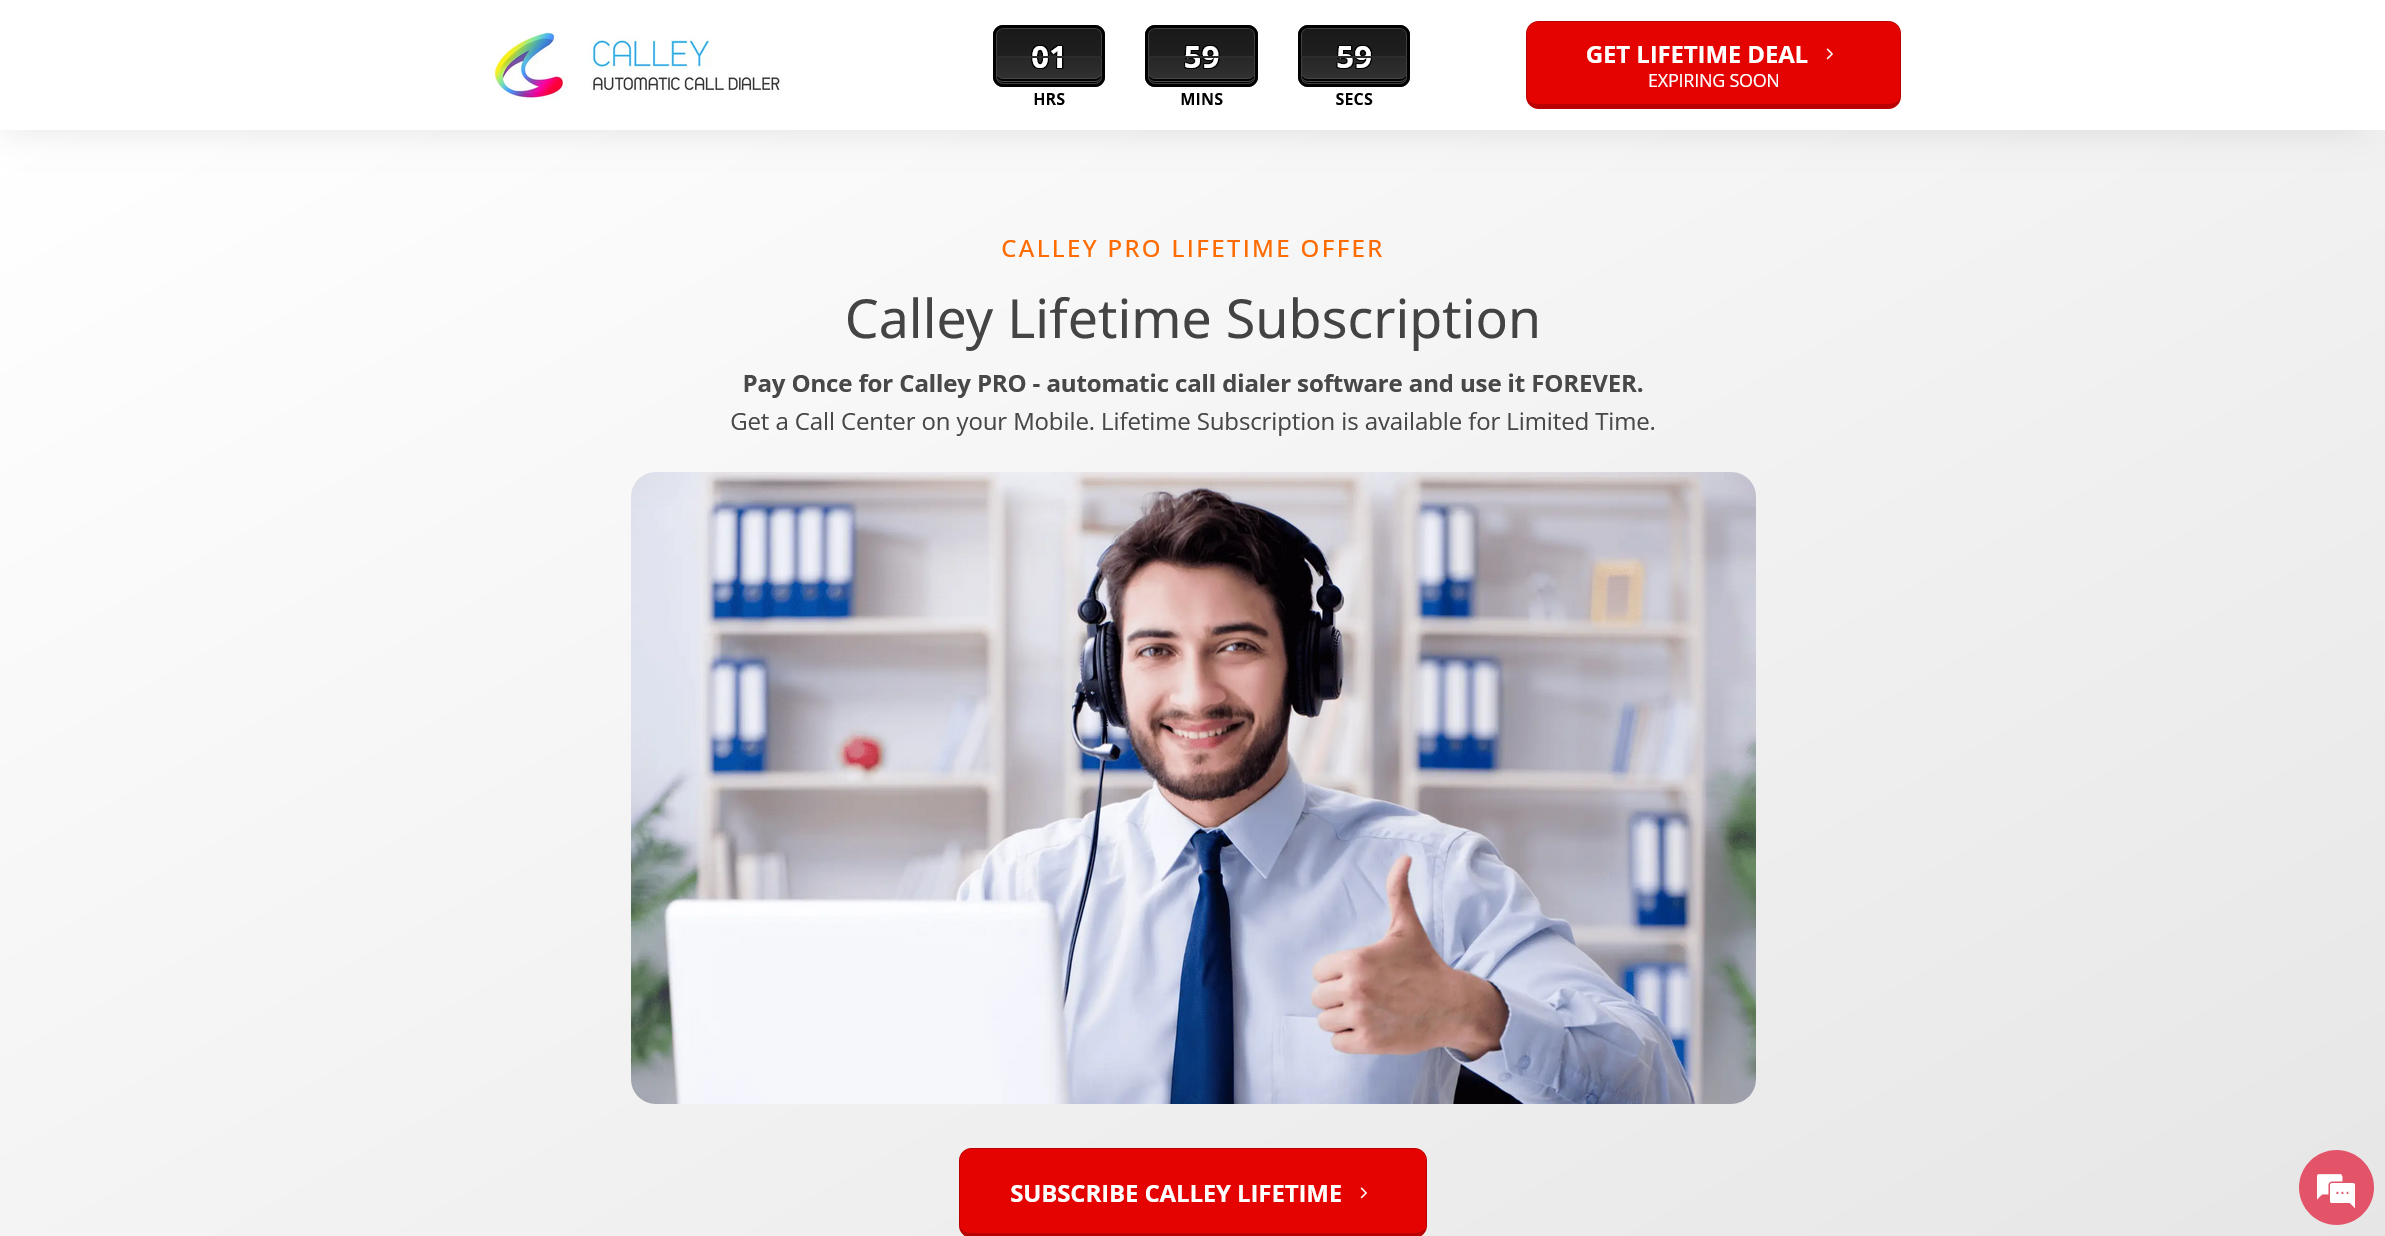 CALLEY
AUTOMATIC CALL DIALER
01
HRS
59
MINS
59
SECS
GET LIFETIME DEAL
EXPIRING SOON
CALLEY PRO LIFETIME OFFER
Calley Lifetime Subscription
Pay Once for Calley PRO - automatic call dialer software and use it FOREVER.
Get a Call Center on your Mobile. Lifetime Subscription is available for Limited Time.
SUBSCRIBE CALLEY LIFETIME